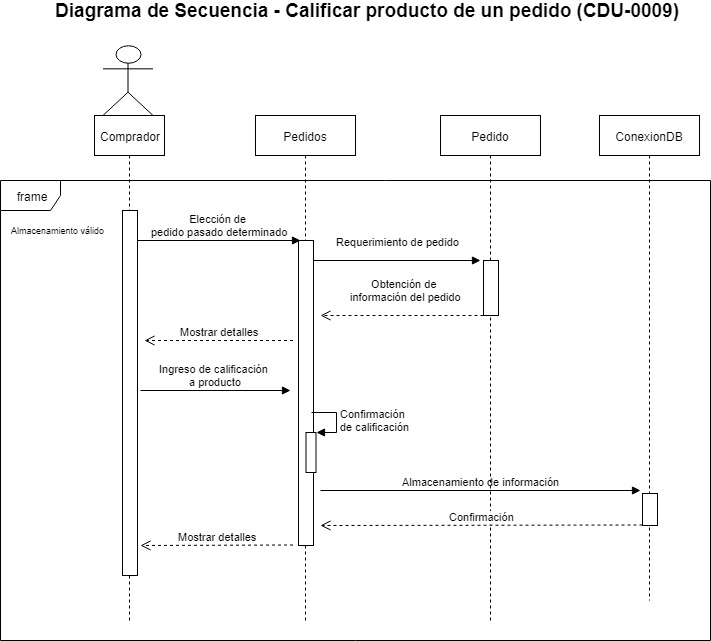 Diagrama de Secuencia - Calificar producto de un pedido (CDU-0009)
Comprador
Pedidos
Pedido
ConexionDB
frame
Almacenamiento válido
Elección de
pedido pasado determinado
Requerimiento de pedido
Obtención de
información del pedido
Mostrar detalles
Ingreso de calificación
a producto
Confirmación
de calificación
Almacenamiento de información
Confirmación
Mostrar detalles